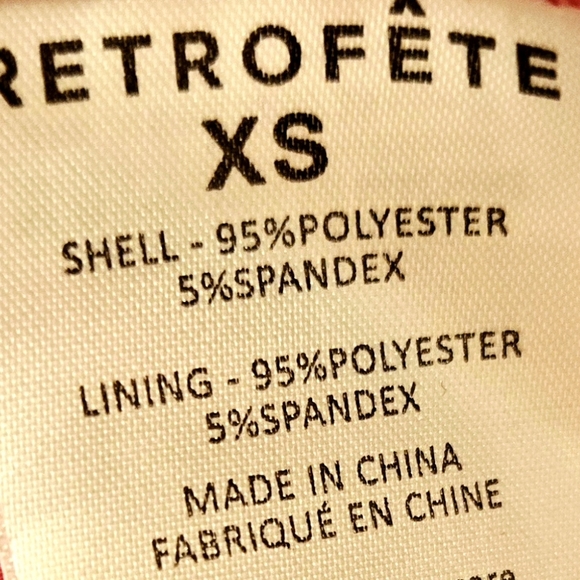 RETROFÊTE
XS
SHELL - 95%POLYESTER
5%SPANDEX
LINING - 95%POLYESTER
5%SPANDEX
MADE IN CHINA
FABRIQUÉ EN CHINE